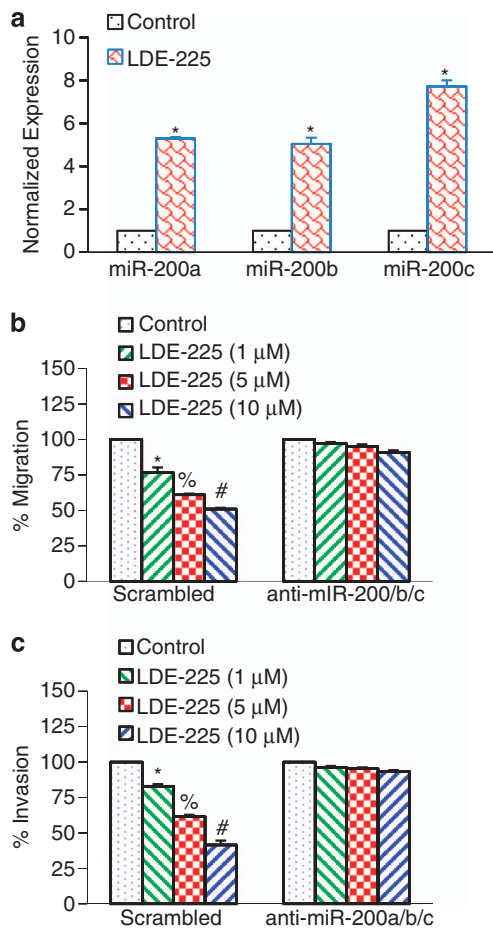 a
Control
LDE-225
Normalized Expression
10
8
6
4
2
0
*
*
*
miR-200a
miR-200b
miR-200c
b
Control
LDE-225 (1 μM)
LDE-225 (5 μM)
LDE-225 (10 μM)
% Migration
150
125
100
75
50
25
0
*
%
#
Scrambled
anti-mIR-200/b/c
c
Control
LDE-225 (1 μM)
LDE-225 (5 μM)
LDE-225 (10 μM)
% Invasion
150
125
100
75
50
25
0
*
%
#
Scrambled
anti-miR-200a/b/c